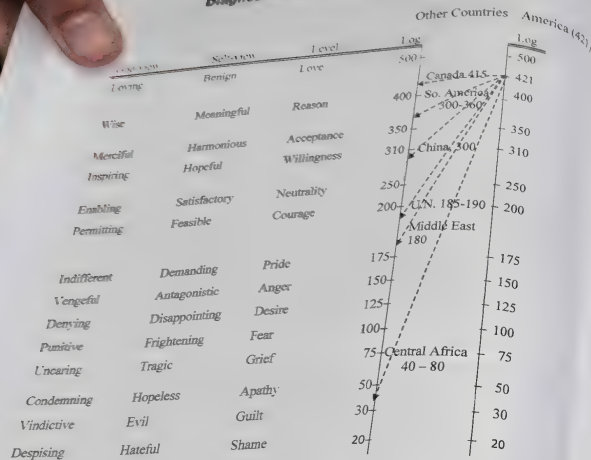 Other Countries America (421)
Level Log Log
500 500
Loving Benign Love Canada 415 421
400 So. America 400
300-360
Wise Meaningful Reason
350 350
Merciful Harmonious Acceptance 310 China, 300 310
Inspiring Hopeful Willingness
250 250
Enabling Satisfactory Neutrality 200 U.N. 185-190 200
Permitting Feasible Courage Middle East
180
175 175
Indifferent Demanding Pride 150 150
Vengeful Antagonistic Anger 125 125
Denying Disappointing Desire
100 100
Punitive Frightening Fear 75 Central Africa 75
Uncaring Tragic Grief 40 – 80
50 50
Condemning Hopeless Apathy 30 30
Vindictive Evil Guilt
20 20
Despising Hateful Shame